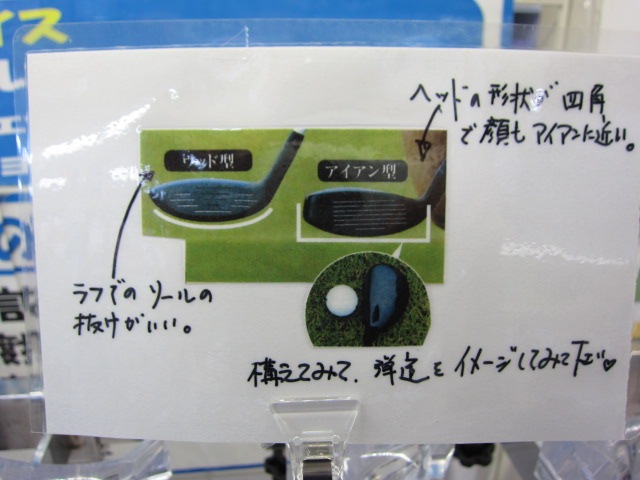 イス
ヘッドの形状が四角
で顔もアイアンに近い。
ウッド型
アイアン型
ラフでのソールの
抜けがいい。
構えてみて、弾道をイメージしてみて下さい♡